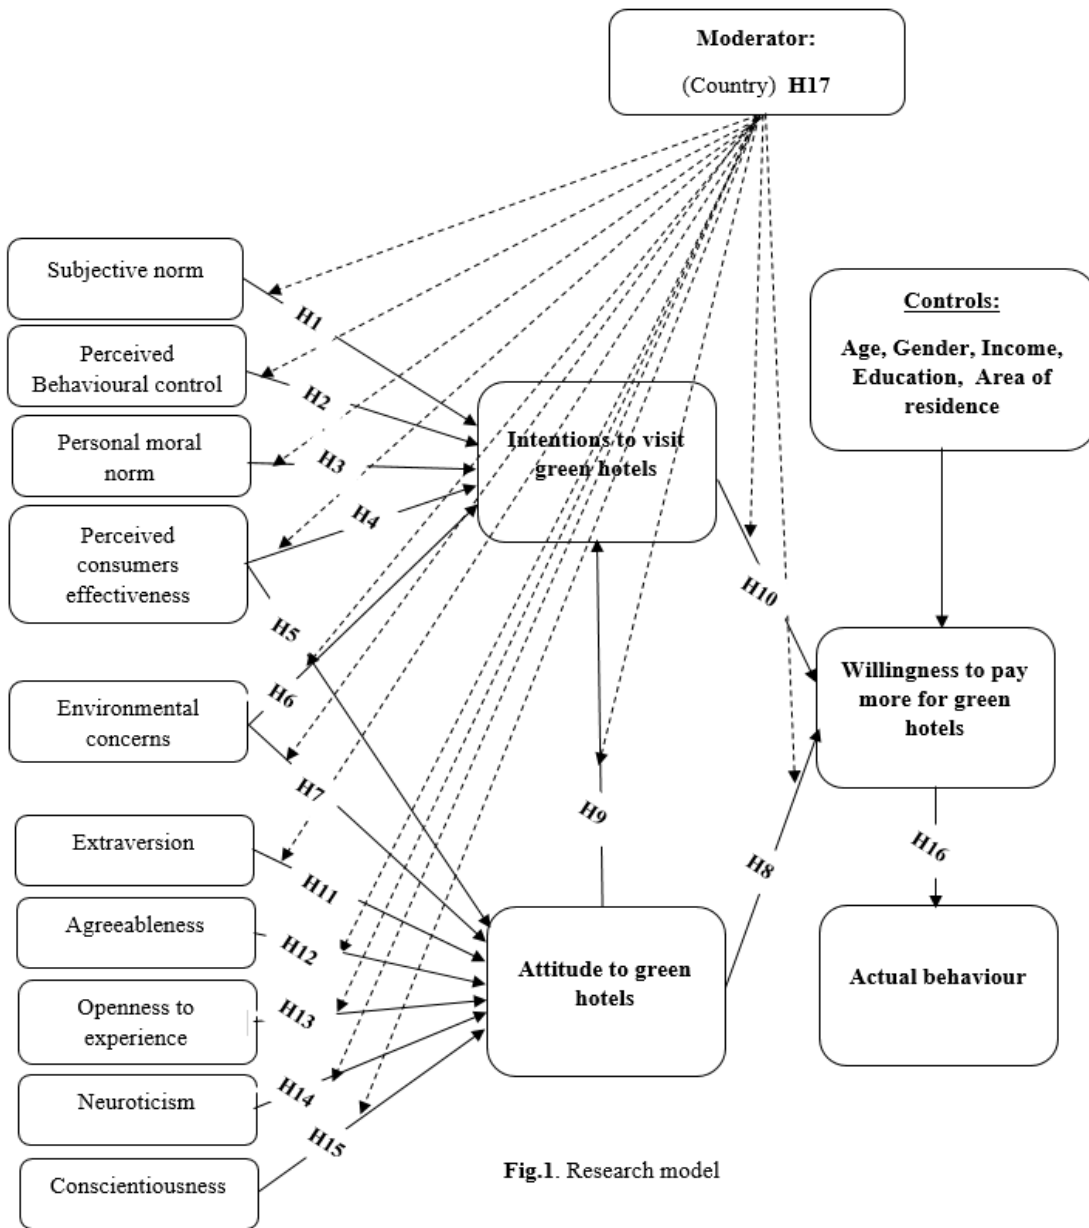 Moderator:
(Country) H17
Subjective norm
H1
Perceived
Behavioural control
H2
Personal moral
norm
H3
Perceived
consumers
effectiveness
H4
H5
Environmental
concerns
H6
H7
Intentions to visit
green hotels
Controls:
Age, Gender, Income,
Education, Area of
residence
H10
Willingness to pay
more for green
hotels
H9
H8
H16
Extraversion
H11
Agreeableness
H12
Openness to
experience
H13
Neuroticism
H14
Conscientiousness
H15
Attitude to green
hotels
Actual behaviour
Fig.1. Research model